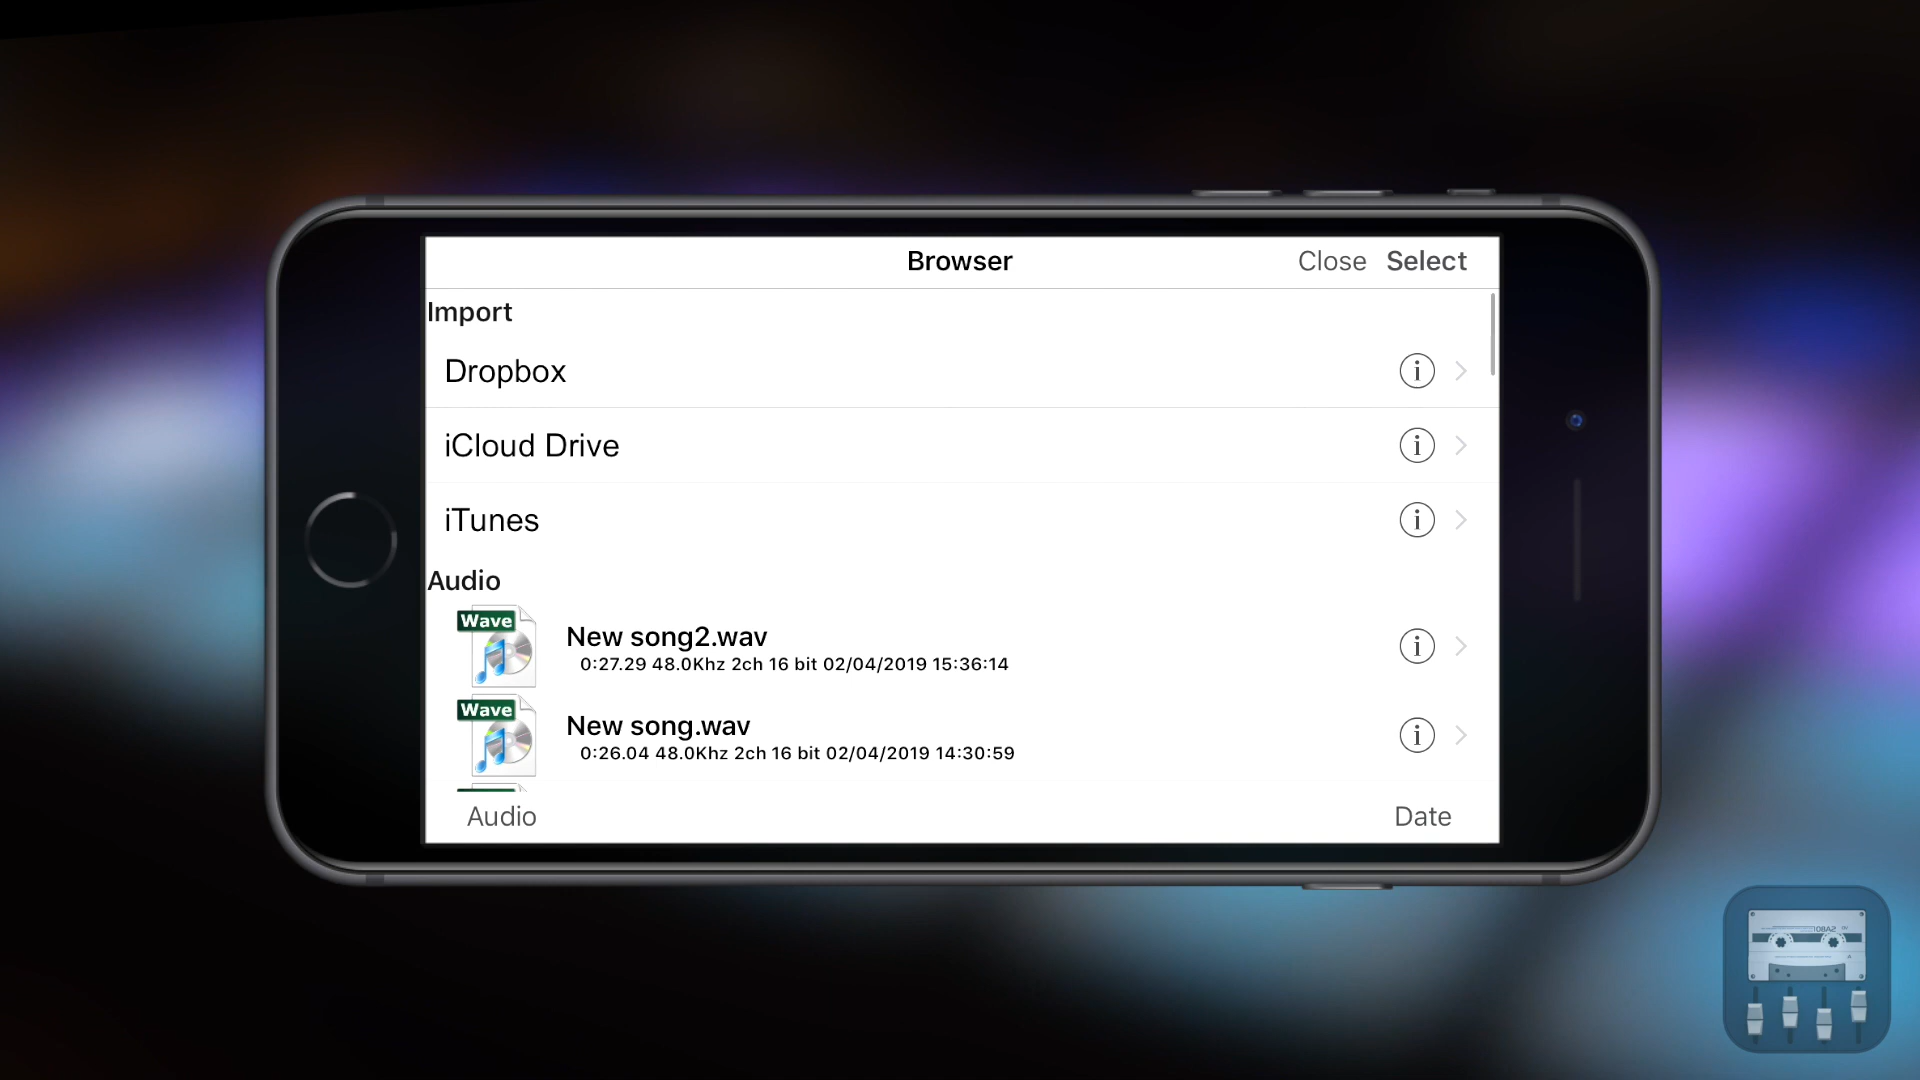 Browser
Close Select
Import
Dropbox
iCloud Drive
iTunes
Audio
Wave
New song2.wav
0:27.29 48.0Khz 2ch 16 bit 02/04/2019 15:36:14
Wave
New song.wav
0:26.04 48.0Khz 2ch 16 bit 02/04/2019 14:30:59
Audio
Date